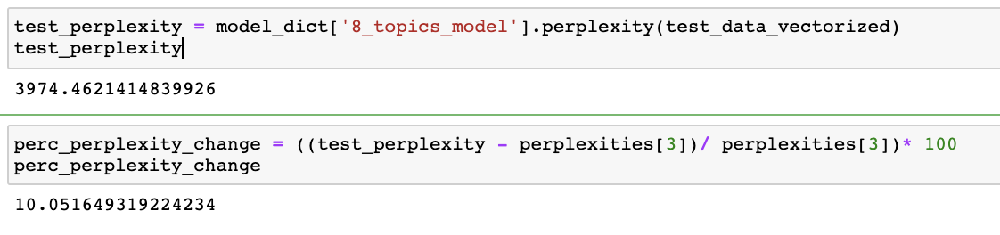 test_perplexity = model_dict['8_topics_model'].perplexity(test_data_vectorized)
test_perplexity
3974.4621414839926
perc_perplexity_change = ((test_perplexity - perplexities[3])/ perplexities[3])* 100
perc_perplexity_change
10.051649319224234